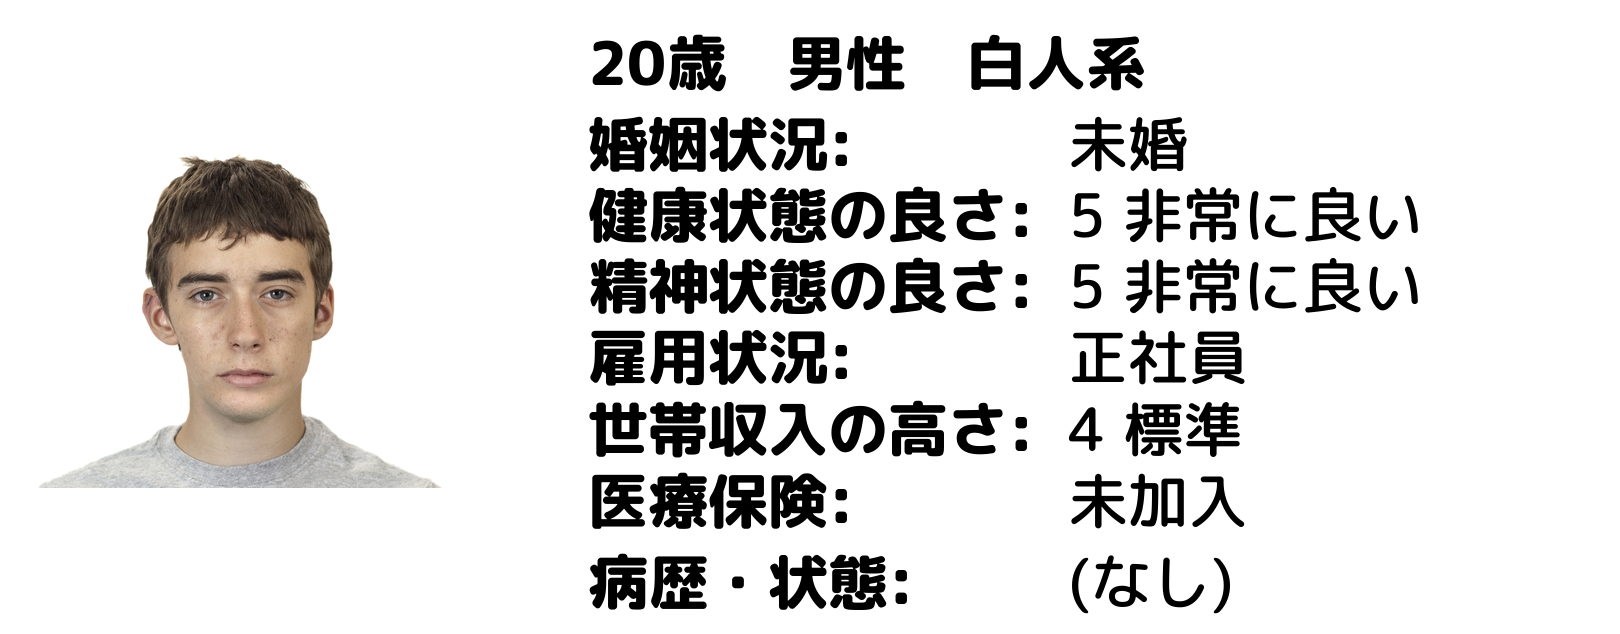 20歳　男性　白人系
婚姻状況: 未婚
健康状態の良さ: 5 非常に良い
精神状態の良さ: 5 非常に良い
雇用状況: 正社員
世帯収入の高さ: 4 標準
医療保険: 未加入
病歴・状態: (なし)